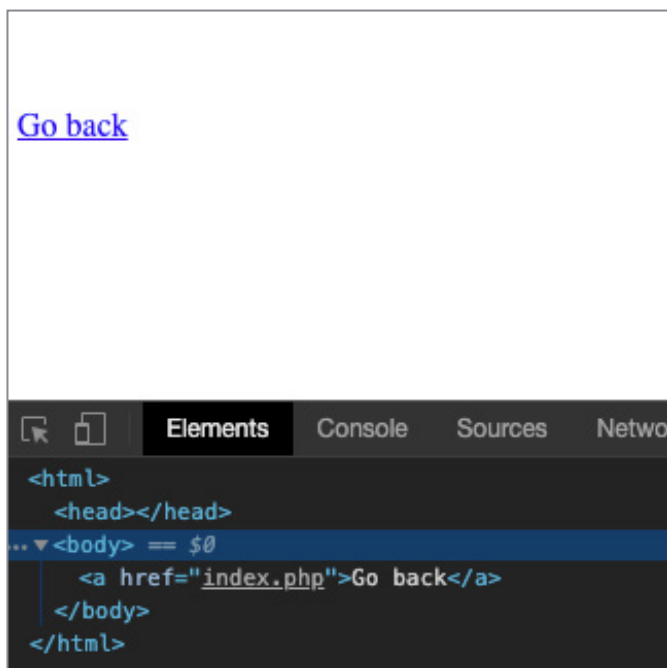 Go back
Elements Console Sources Netwo
<html>
<head></head>
<body> == $0
<a href="index.php">Go back</a>
</body>
</html>